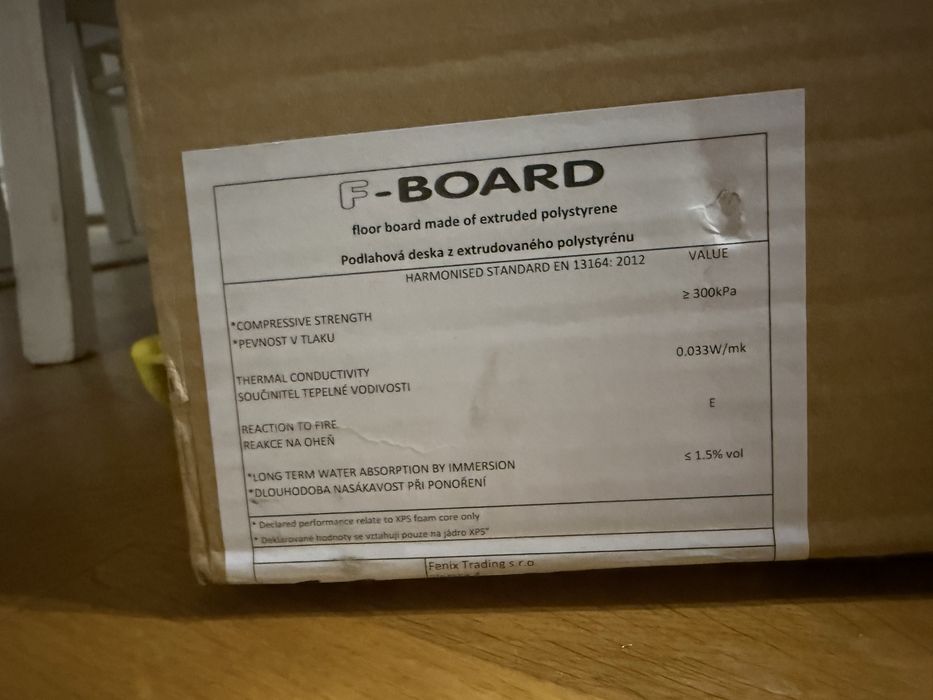 F-BOARD
floor board made of extruded polystyrene
Podlahová deska z extrudovaného polystyrénu
HARMONISED STANDARD EN 13164: 2012 VALUE
≥ 300kPa
*COMPRESSIVE STRENGTH
*PEVNOST V TLAKU
0.033W/mk
THERMAL CONDUCTIVITY
SOUČINITEL TEPELNÉ VODIVOSTI
E
REACTION TO FIRE
REAKCE NA OHEŇ
≤ 1.5% vol
*LONG TERM WATER ABSORPTION BY IMMERSION
*DLOUHODOBA NASÁKAVOST PŘI PONOŘENÍ
* Declared performance relate to XPS foam core only
* Deklarované hodnoty se vztahují pouze na jádro XPS"
Fenix Trading s.r.o